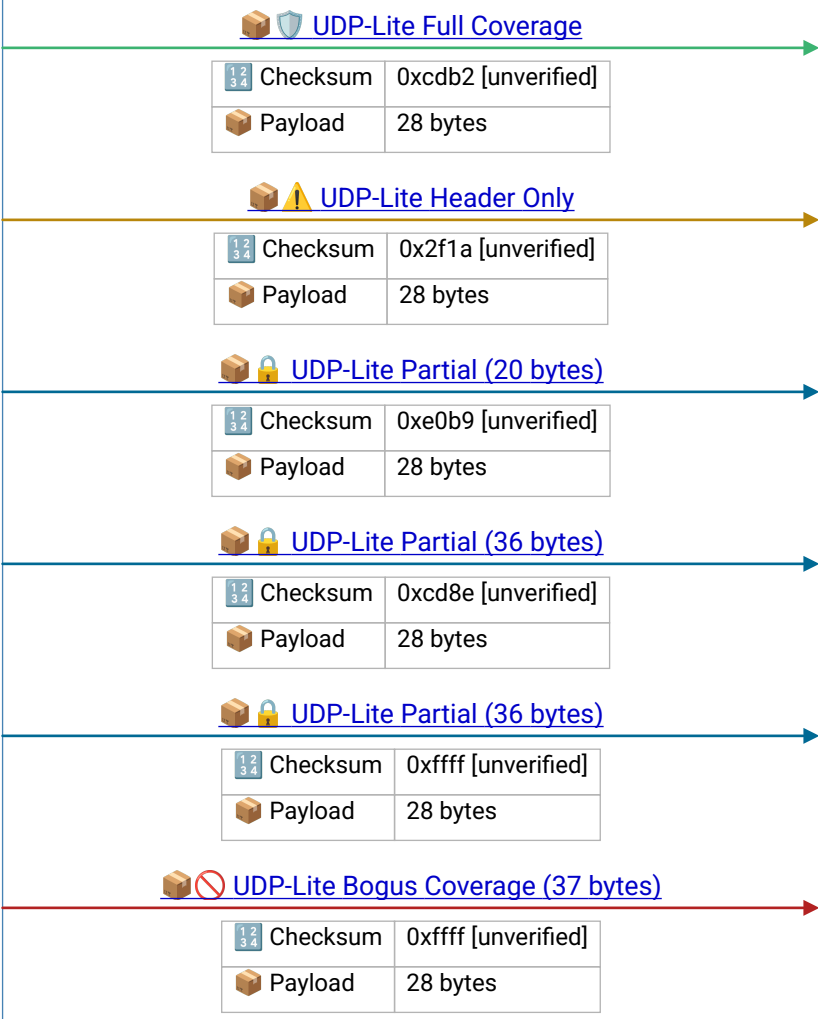 📦🛡️ UDP-Lite Full Coverage
🔢 Checksum 0xcdb2 [unverified]
📦 Payload 28 bytes
📦⚠️ UDP-Lite Header Only
🔢 Checksum 0x2f1a [unverified]
📦 Payload 28 bytes
📦🔒 UDP-Lite Partial (20 bytes)
🔢 Checksum 0xe0b9 [unverified]
📦 Payload 28 bytes
📦🔒 UDP-Lite Partial (36 bytes)
🔢 Checksum 0xcd8e [unverified]
📦 Payload 28 bytes
📦🔒 UDP-Lite Partial (36 bytes)
🔢 Checksum 0xffff [unverified]
📦 Payload 28 bytes
📦🚫 UDP-Lite Bogus Coverage (37 bytes)
🔢 Checksum 0xffff [unverified]
📦 Payload 28 bytes